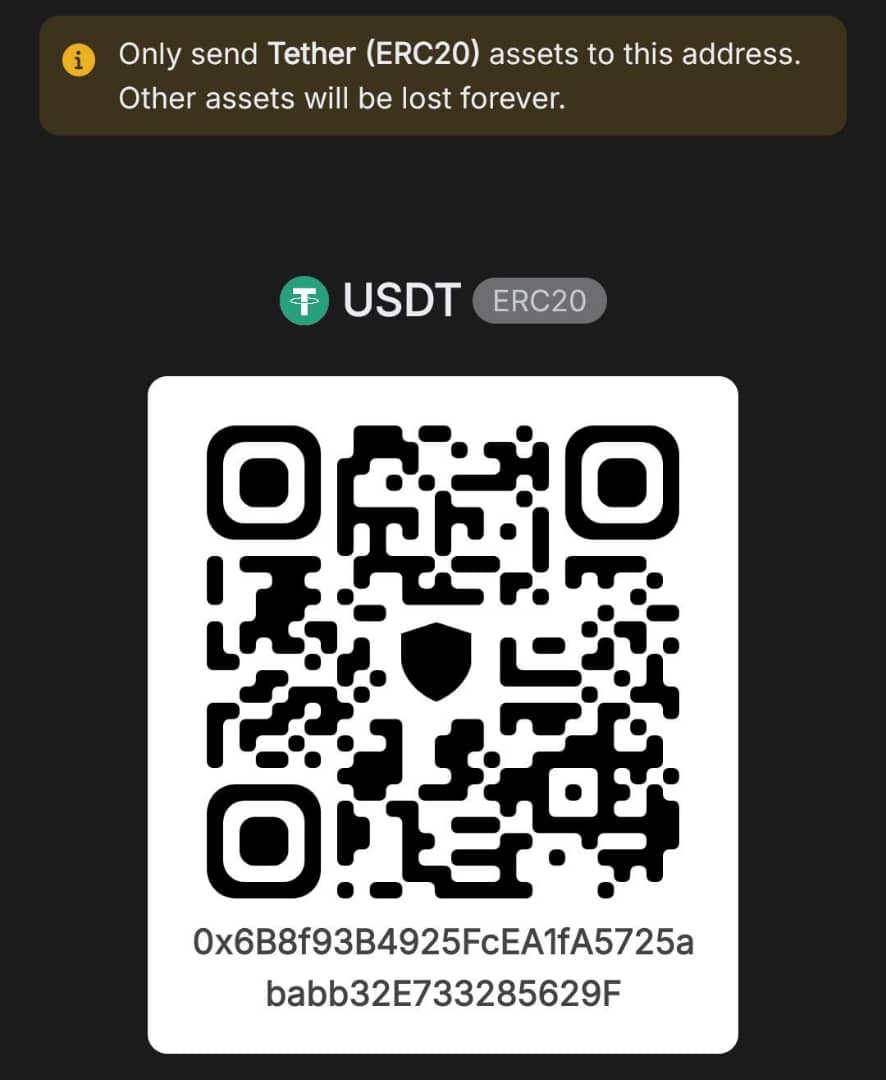 Only send Tether (ERC20) assets to this address.
Other assets will be lost forever.
USDT ERC20
0x6B8f93B4925FcEA1fA5725a
babb32E733285629F